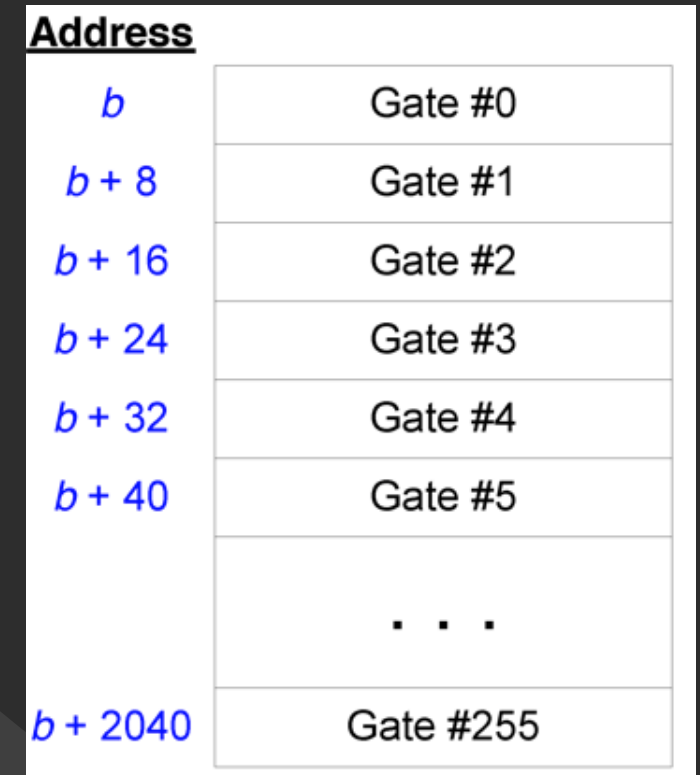 Address
b Gate #0
b + 8 Gate #1
b + 16 Gate #2
b + 24 Gate #3
b + 32 Gate #4
b + 40 Gate #5
. . .
b + 2040 Gate #255